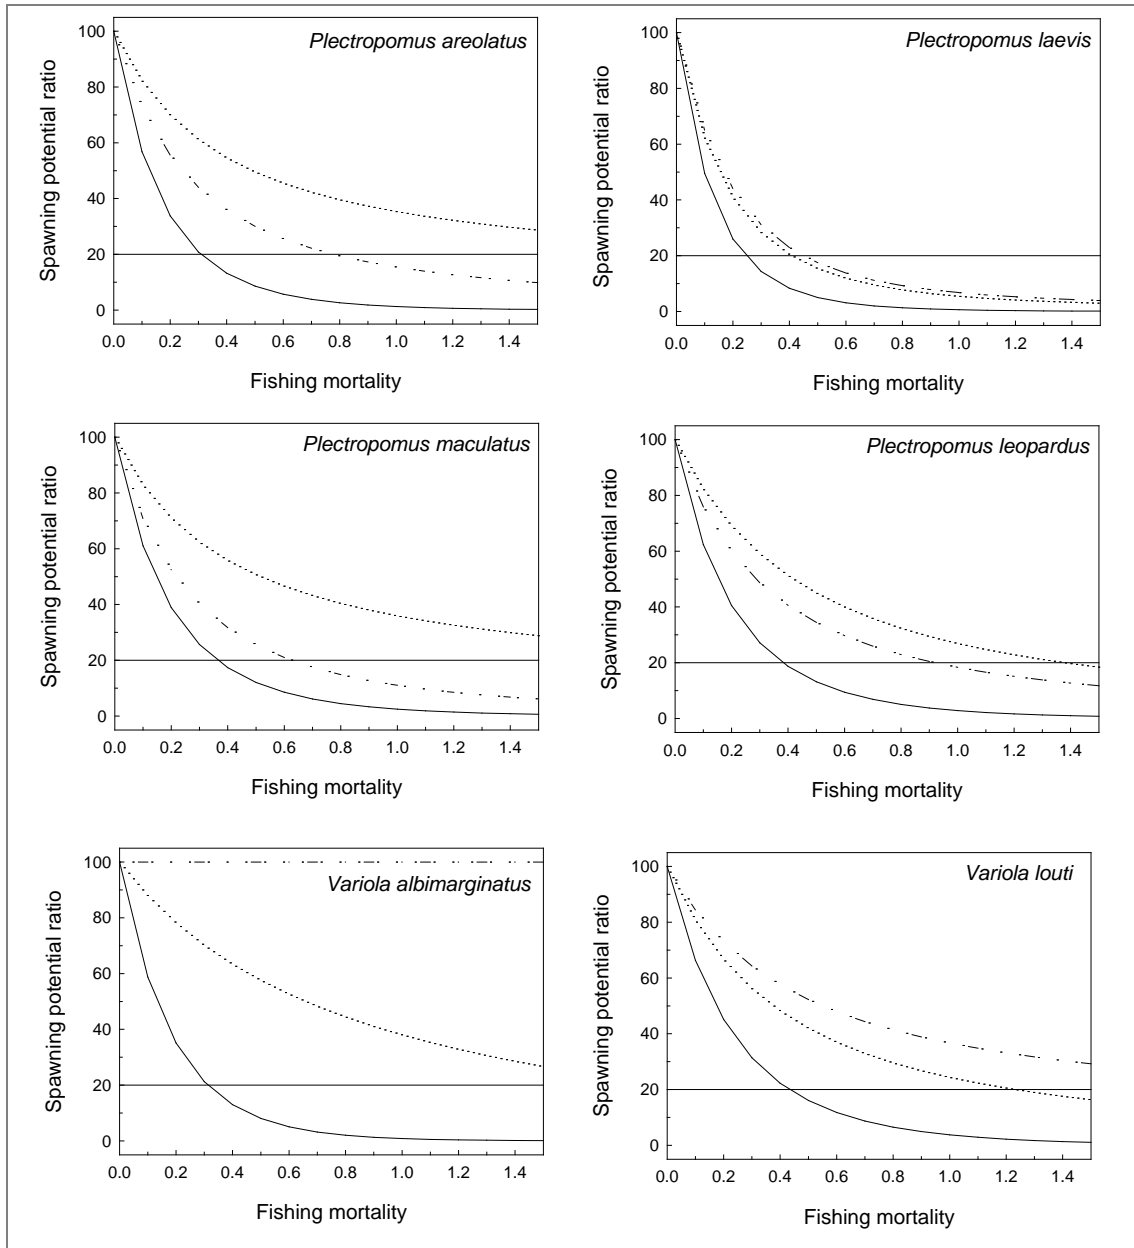 Plectropomus areolatus
Spawning potential ratio
100
80
60
40
20
0
0.0 0.2 0.4 0.6 0.8 1.0 1.2 1.4
Fishing mortality
Plectropomus laevis
Spawning potential ratio
100
80
60
40
20
0
0.0 0.2 0.4 0.6 0.8 1.0 1.2 1.4
Fishing mortality
Plectropomus maculatus
Spawning potential ratio
100
80
60
40
20
0
0.0 0.2 0.4 0.6 0.8 1.0 1.2 1.4
Fishing mortality
Plectropomus leopardus
Spawning potential ratio
100
80
60
40
20
0
0.0 0.2 0.4 0.6 0.8 1.0 1.2 1.4
Fishing mortality
Variola albimarginatus
Spawning potential ratio
100
80
60
40
20
0
0.0 0.2 0.4 0.6 0.8 1.0 1.2 1.4
Fishing mortality
Variola louti
Spawning potential ratio
100
80
60
40
20
0
0.0 0.2 0.4 0.6 0.8 1.0 1.2 1.4
Fishing mortality